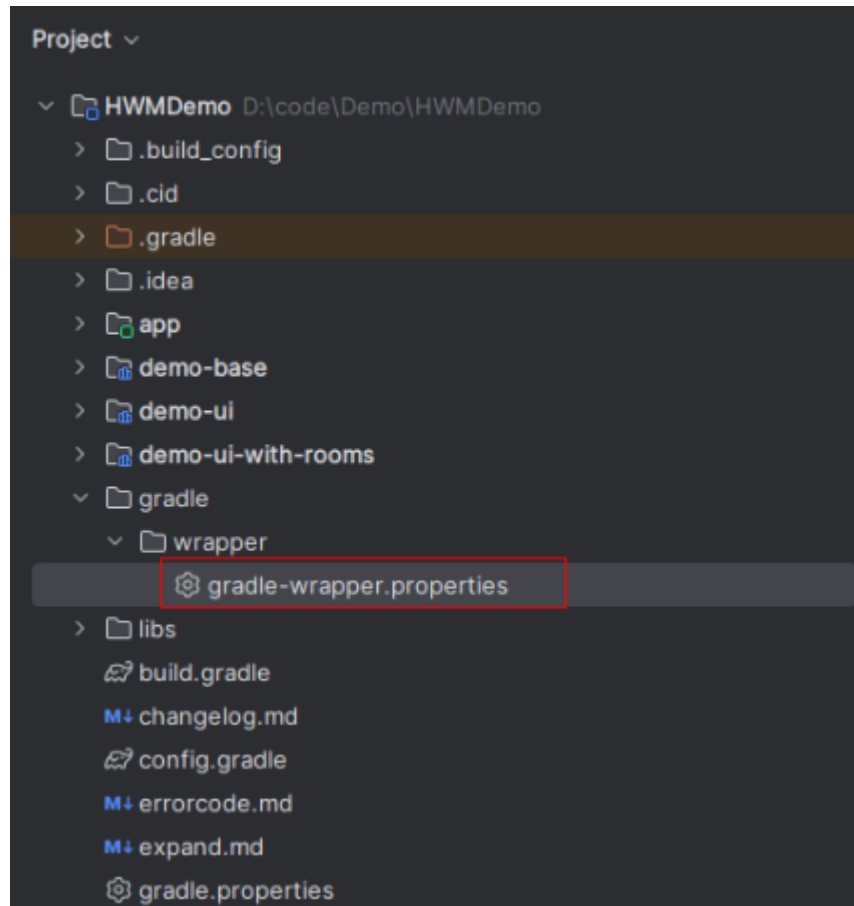 Project
HWMDemo D:\code\Demo\HWMDemo
.build_config
.cid
.gradle
.idea
app
demo-base
demo-ui
demo-ui-with-rooms
gradle
wrapper
gradle-wrapper.properties
libs
build.gradle
M↓ changelog.md
config.gradle
M↓ errorcode.md
M↓ expand.md
gradle.properties